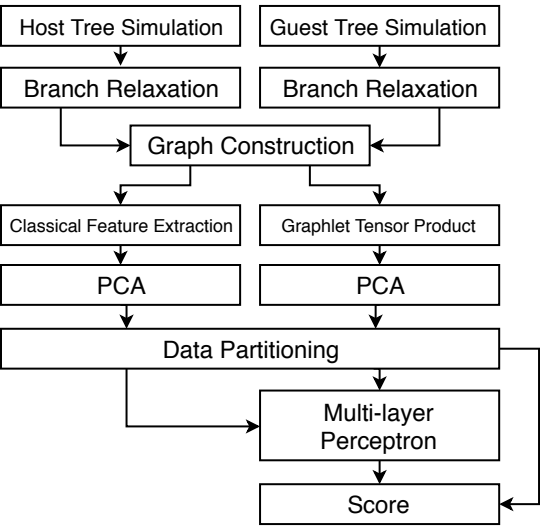 Host Tree Simulation
Guest Tree Simulation
Branch Relaxation
Branch Relaxation
Graph Construction
Classical Feature Extraction
Graphlet Tensor Product
PCA
PCA
Data Partitioning
Multi-layer
Perceptron
Score